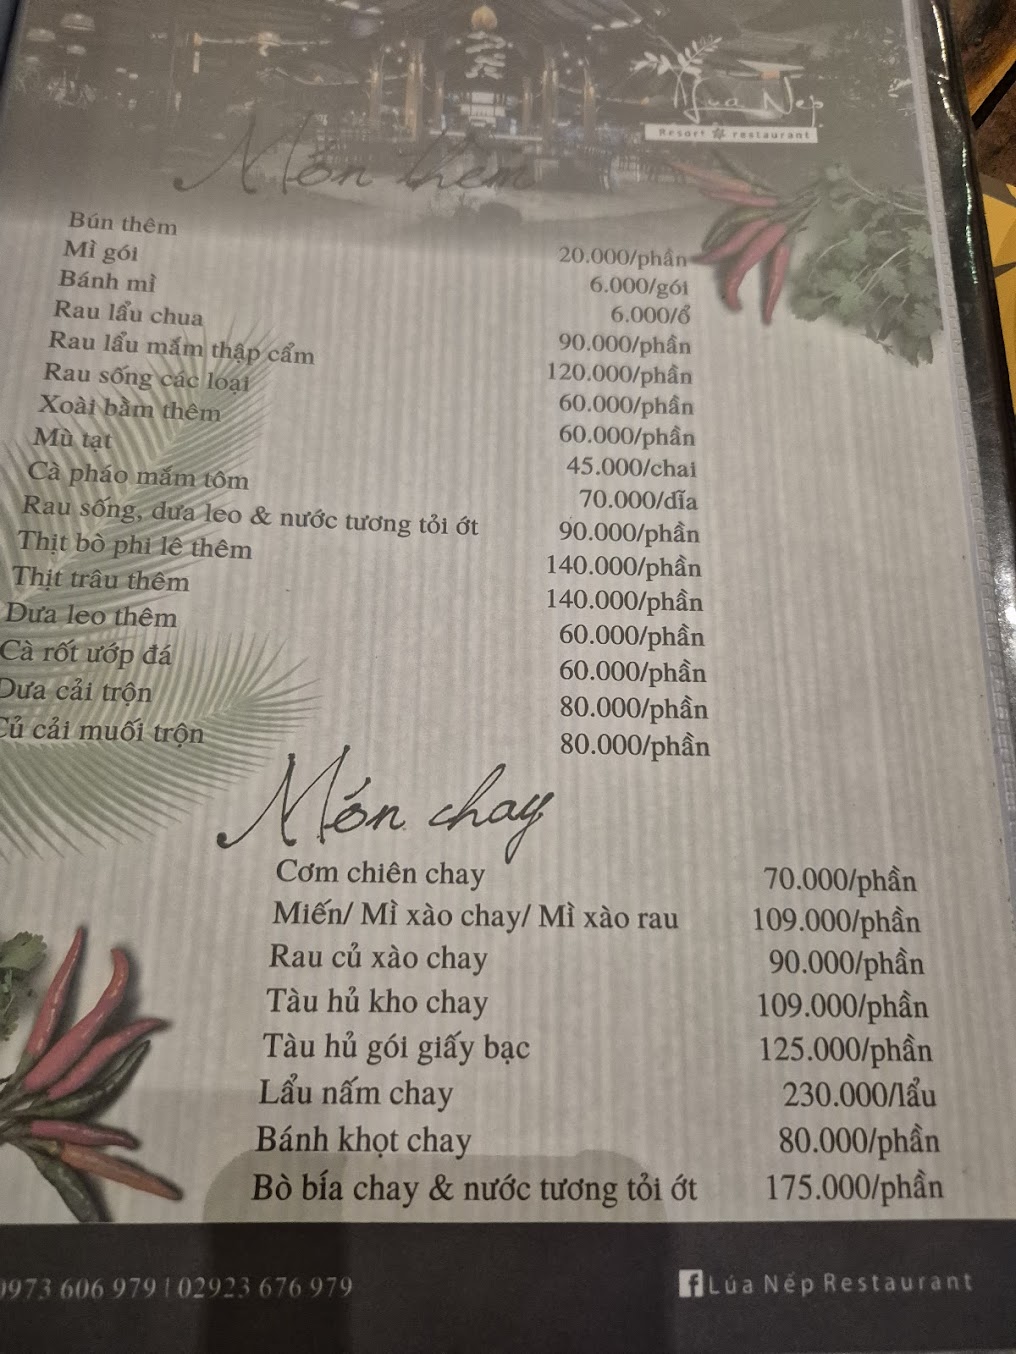 Lúa Nếp
Resort restaurant
Món thêm
Bún thêm 20.000/phần
Mì gói 6.000/gói
Bánh mì 6.000/ổ
Rau lẩu chua 90.000/phần
Rau lẩu mắm thập cẩm 120.000/phần
Rau sống các loại 60.000/phần
Xoài bằm thêm 60.000/phần
Mù tạt 45.000/chai
Cà pháo mắm tôm 70.000/dĩa
Rau sống, dưa leo & nước tương tỏi ớt 90.000/phần
Thịt bò phi lê thêm 140.000/phần
Thịt trâu thêm 140.000/phần
Dưa leo thêm 60.000/phần
Cà rốt ướp đá 60.000/phần
Dưa cải trộn 80.000/phần
Củ cải muối trộn 80.000/phần
Món chay
Cơm chiên chay 70.000/phần
Miến/ Mì xào chay/ Mì xào rau 109.000/phần
Rau củ xào chay 90.000/phần
Tàu hủ kho chay 109.000/phần
Tàu hủ gói giấy bạc 125.000/phần
Lẩu nấm chay 230.000/lẩu
Bánh khọt chay 80.000/phần
Bò bía chay & nước tương tỏi ớt 175.000/phần
0973 606 979 | 02923 676 979
Lúa Nếp Restaurant